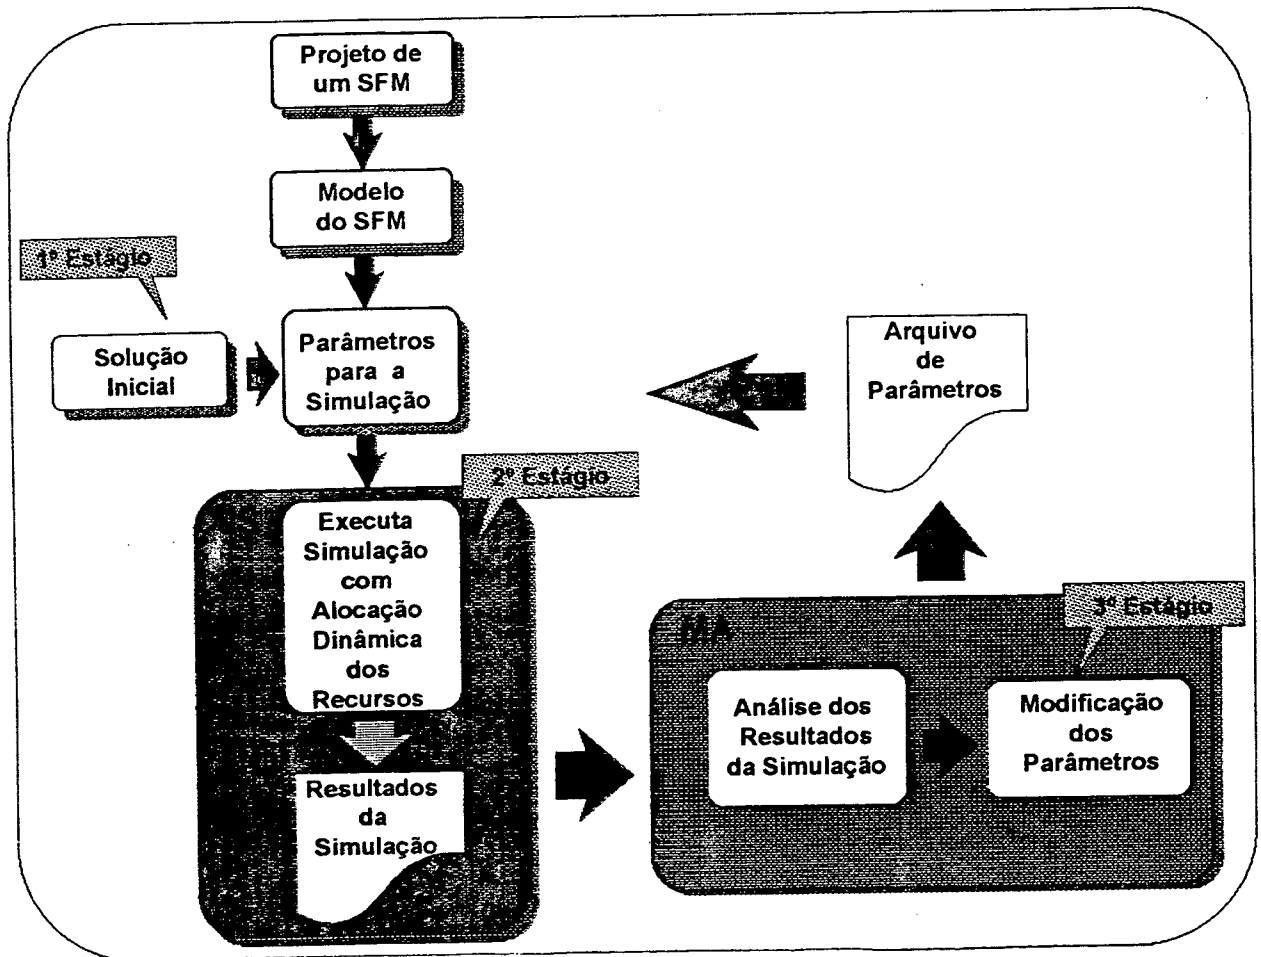 Projeto de
um SFM
Modelo
do SFM
1º Estágio
Solução
Inicial
Parâmetros
para a
Simulação
Arquivo
de
Parâmetros
2º Estágio
Executa
Simulação
com
Alocação
Dinâmica
dos
Recursos
Resultados
da
Simulação
MA
3º Estágio
Análise dos
Resultados
da Simulação
Modificação
dos
Parâmetros